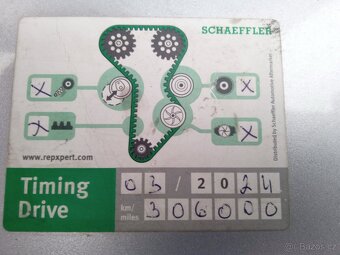 SCHAEFFLER
X
X
X
X
Distributed by Schaeffler Automotive Aftermarket
www.repxpert.com
Timing 03 / 2024
Drive km/miles 306000